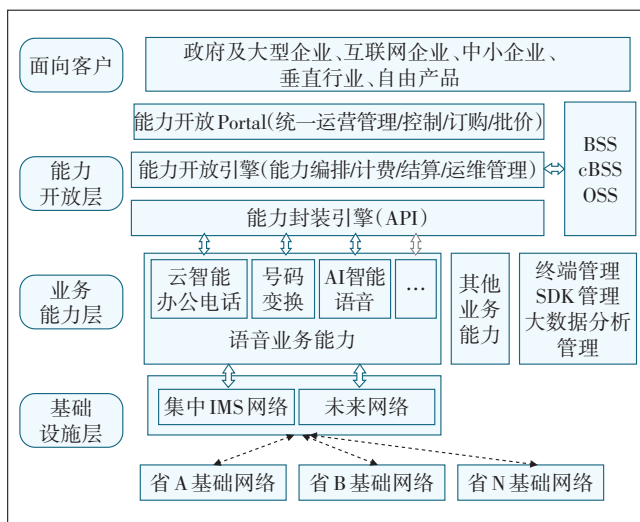 面向客户
政府及大型企业、互联网企业、中小企业、
垂直行业、自由产品
能力开放Portal(统一运营管理/控制/订购/批价)
能力
开放层
能力开放引擎(能力编排/计费/结算/运维管理)
能力封装引擎(API)
BSS
cBSS
OSS
业务
能力层
云智能
办公电话
号码
变换
AI智能
语音
…
语音业务能力
其他
业务
能力
终端管理
SDK管理
大数据分析
管理
基础
设施层
集中IMS网络
未来网络
省A基础网络
省B基础网络
省N基础网络